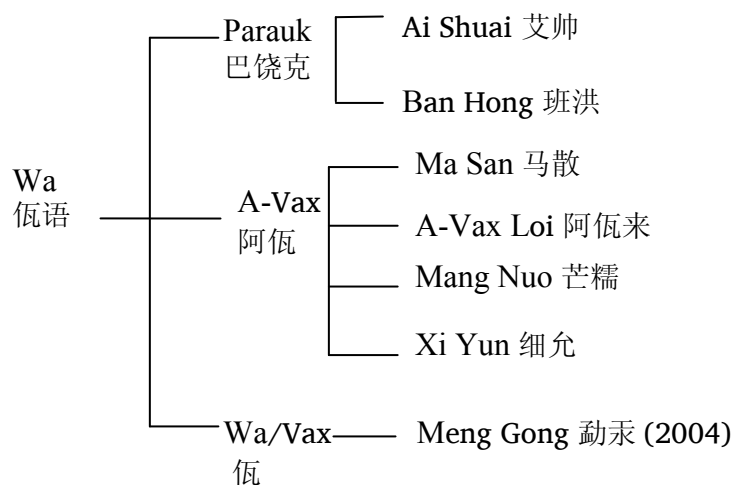 Parauk
巴饶克
Ai Shuai 艾帅
Ban Hong 班洪
Wa
佤语
A-Vax
阿佤
Ma San 马散
A-Vax Loi 阿佤来
Mang Nuo 芒糯
Xi Yun 细允
Wa/Vax
佤
Meng Gong 勐汞 (2004)